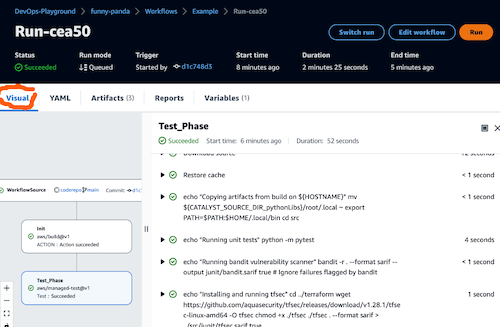 DevOps-Playground > funny-panda > Workflows > Example > Run-cea50
Run-cea50
Switch run
Edit workflow
Run
Status
Run mode
Trigger
Start time
Duration
End time
Succeeded
Queued
Started by d1c748d3
8 minutes ago
2 minutes 25 seconds
5 minutes ago
Visual
YAML
Artifacts (3)
Reports
Variables (1)
Test_Phase
Succeeded
Start time: 6 minutes ago
Duration: 52 seconds
Download source
12 seconds
Restore cache
< 1 second
echo "Copying artifacts from build on ${HOSTNAME}" mv
< 1 second
${CATALYST_SOURCE_DIR_pythonLibs}/root/.local ~ export
PATH=$PATH:$HOME/.local/bin cd src
echo "Running unit tests" python -m pytest
4 seconds
echo "Running bandit vulnerability scanner" bandit -r . --format sarif --
< 1 second
output junit/bandit.sarif true # Ignore failures flagged by bandit
echo "Installing and running tfsec" cd ./terraform wget
1 second
https://github.com/aquasecurity/tfsec/releases/download/v1.28.1/tfse
c-linux-amd64 -O tfsec chmod +x ./tfsec ./tfsec . --format sarif >
../src/junit/tfsec.sarif true
WorkflowSource
coderepo
main
Commit:
d1c
Init
aws/build@v1
ACTION : Action succeeded
Test_Phase
aws/managed-test@v1
Test : Succeeded